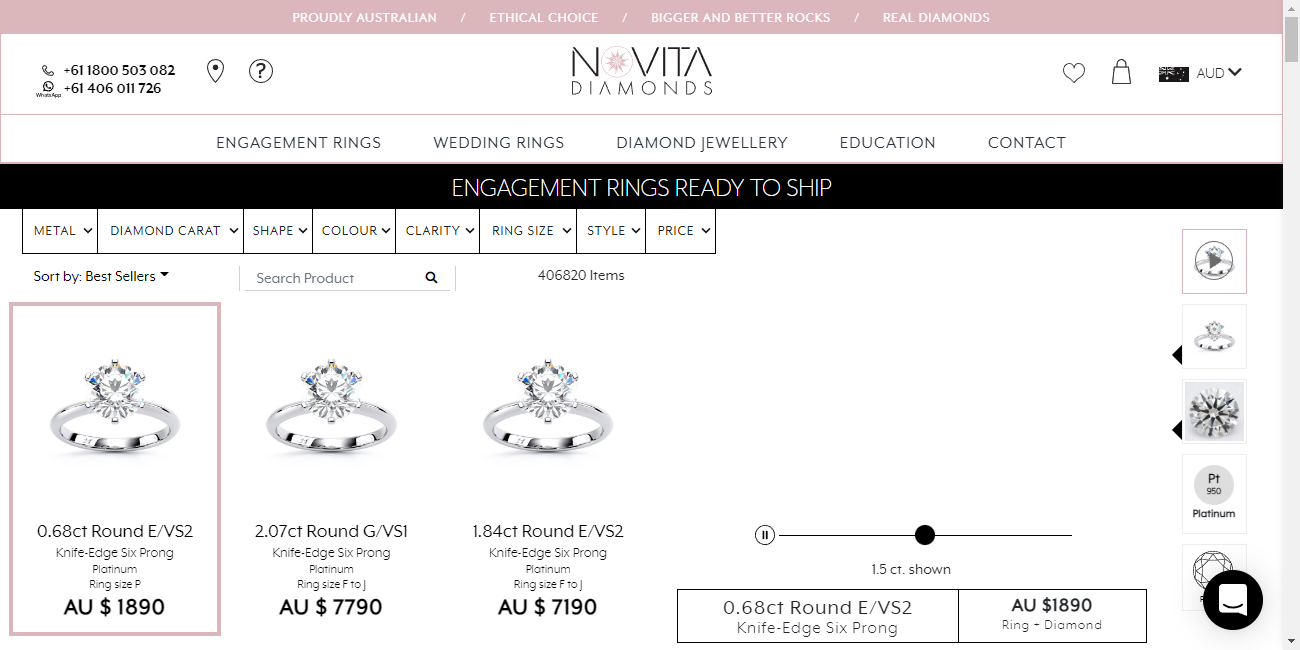 PROUDLY AUSTRALIAN / ETHICAL CHOICE / BIGGER AND BETTER ROCKS / REAL DIAMONDS
+61 1800 503 082
WhatsApp
+61 406 011 726
?
NOVITA
DIAMONDS
AUD
ENGAGEMENT RINGS WEDDING RINGS DIAMOND JEWELLERY EDUCATION CONTACT
ENGAGEMENT RINGS READY TO SHIP
METAL DIAMOND CARAT SHAPE COLOUR CLARITY RING SIZE STYLE PRICE
Sort by: Best Sellers
Search Product
406820 Items
0.68ct Round E/VS2
Knife-Edge Six Prong
Platinum
Ring size P
AU $ 1890
2.07ct Round G/VS1
Knife-Edge Six Prong
Platinum
Ring size F to J
AU $ 7790
1.84ct Round E/VS2
Knife-Edge Six Prong
Platinum
Ring size F to J
AU $ 7190
1.5 ct. shown
0.68ct Round E/VS2
Knife-Edge Six Prong
AU $1890
Ring + Diamond
Pt
950
Platinum